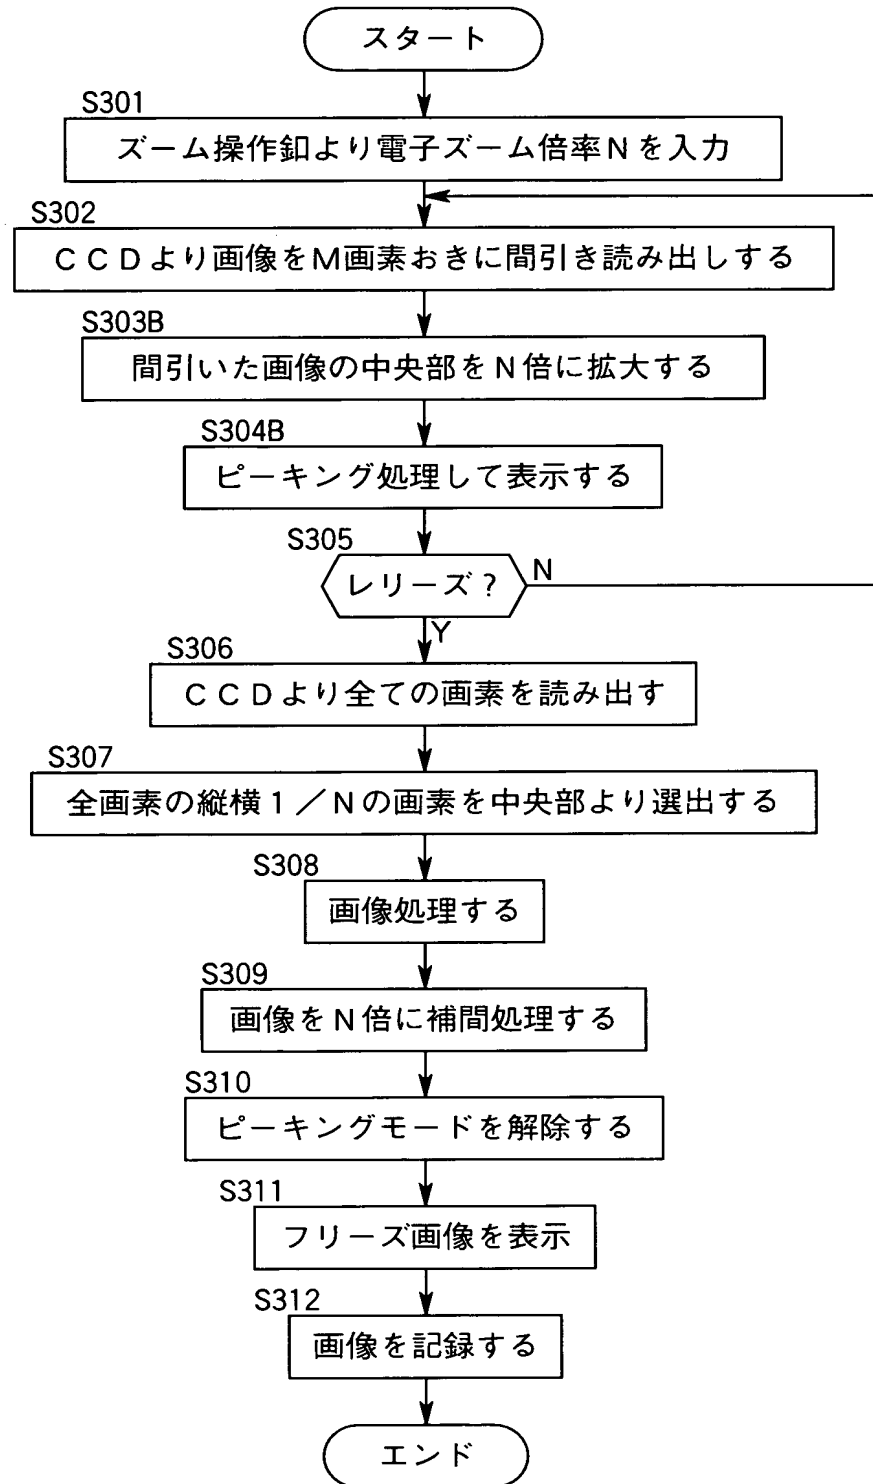 スタート
S301
ズーム操作釦より電子ズーム倍率Nを入力
S302
CCDより画像をM画素おきに間引き読み出しする
S303B
間引いた画像の中央部をN倍に拡大する
S304B
ピーキング処理して表示する
S305
レリーズ?
N
Y
S306
CCDより全ての画素を読み出す
S307
全画素の縦横1/Nの画素を中央部より選出する
S308
画像処理する
S309
画像をN倍に補間処理する
S310
ピーキングモードを解除する
S311
フリーズ画像を表示
S312
画像を記録する
エンド